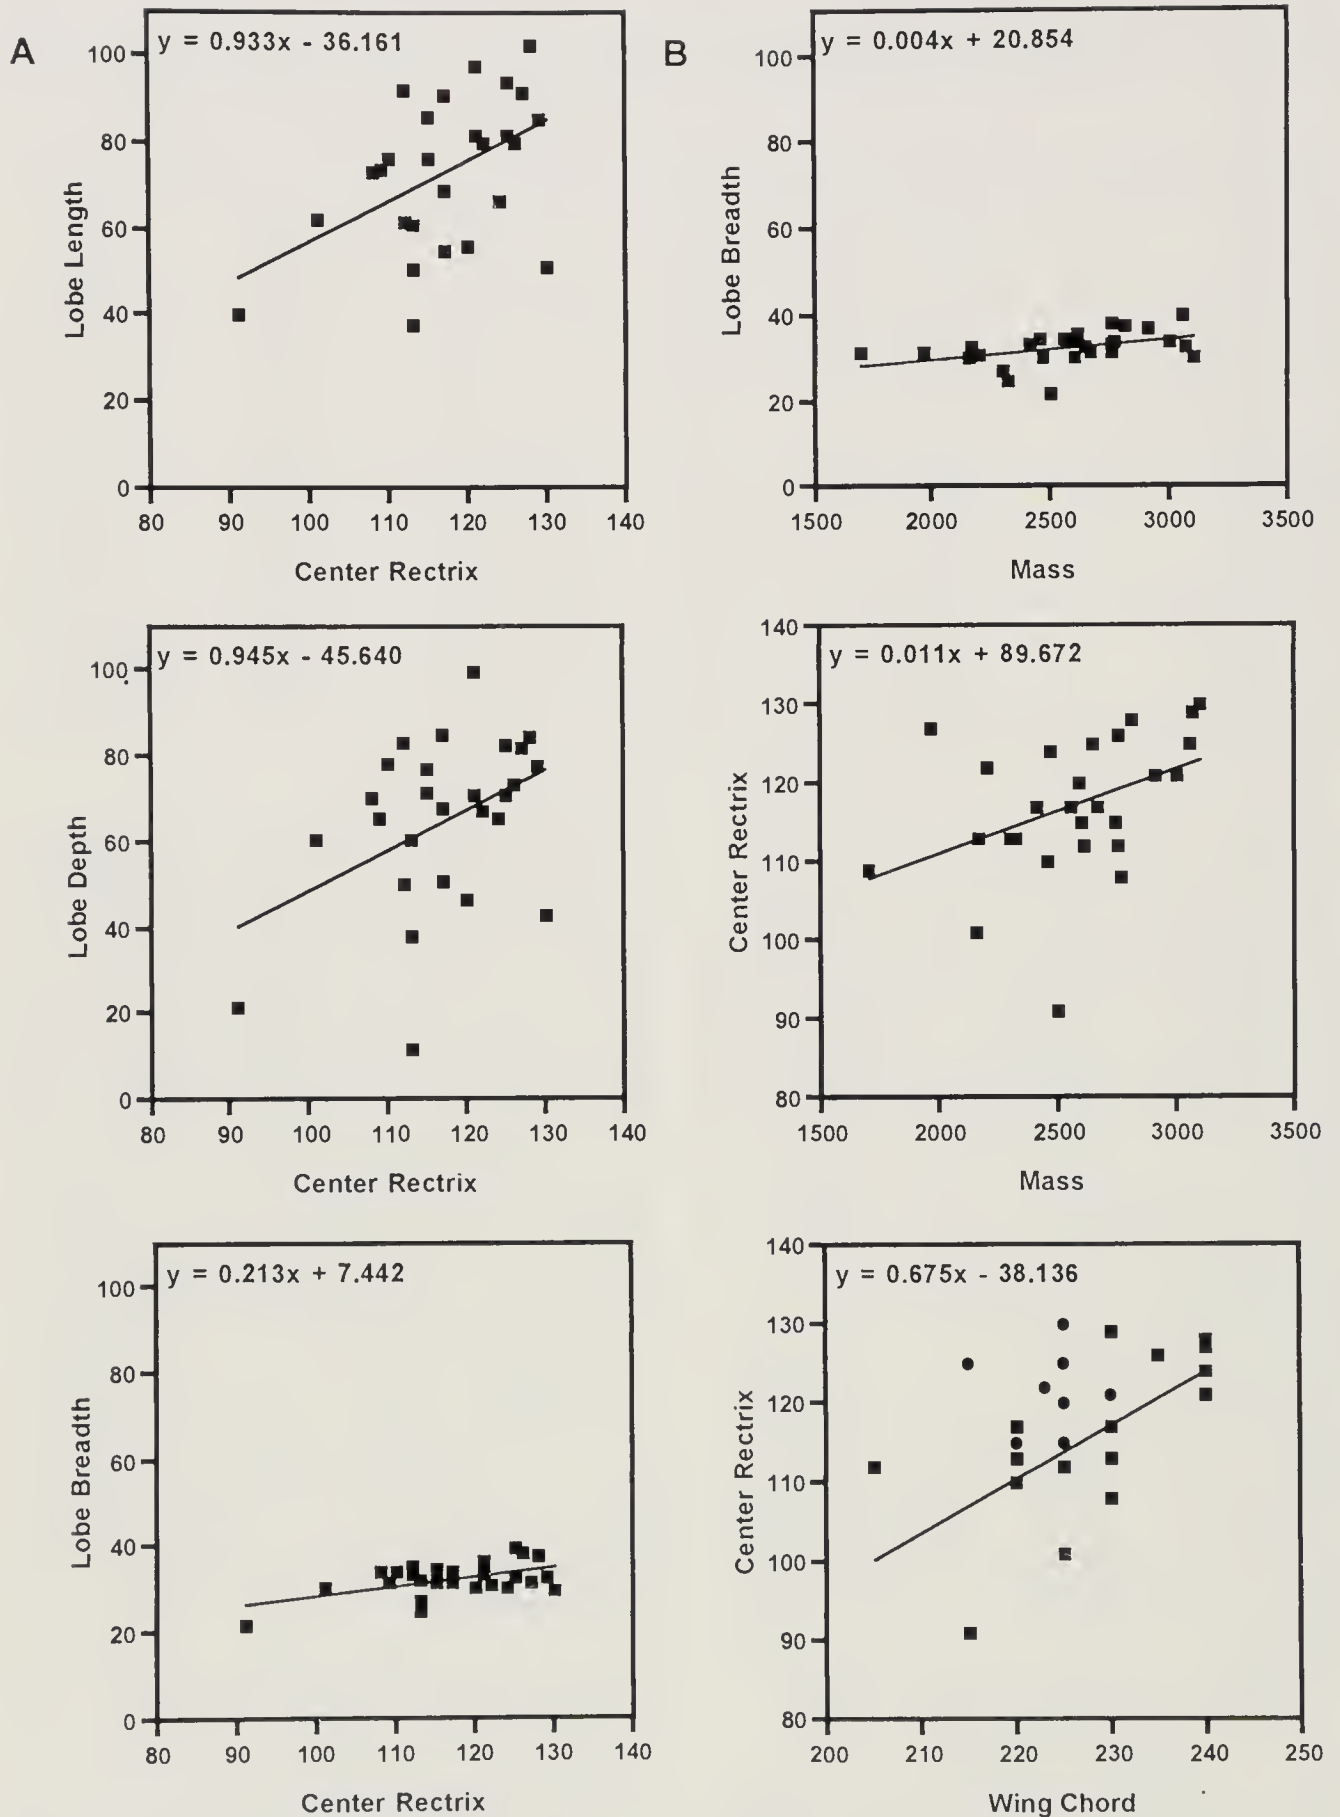 A
y = 0.933x - 36.161
100
80
60
40
20
0
Lobe Length
80 90 100 110 120 130 140
Center Rectrix
y = 0.945x - 45.640
100
80
60
40
20
0
Lobe Depth
80 90 100 110 120 130 140
Center Rectrix
y = 0.213x + 7.442
100
80
60
40
20
0
Lobe Breadth
80 90 100 110 120 130 140
Center Rectrix
B
y = 0.004x + 20.854
100
80
60
40
20
0
Lobe Breadth
1500 2000 2500 3000 3500
Mass
y = 0.011x + 89.672
140
130
120
110
100
90
80
Center Rectrix
1500 2000 2500 3000 3500
Mass
y = 0.675x - 38.136
140
130
120
110
100
90
80
Center Rectrix
200 210 220 230 240 250
Wing Chord